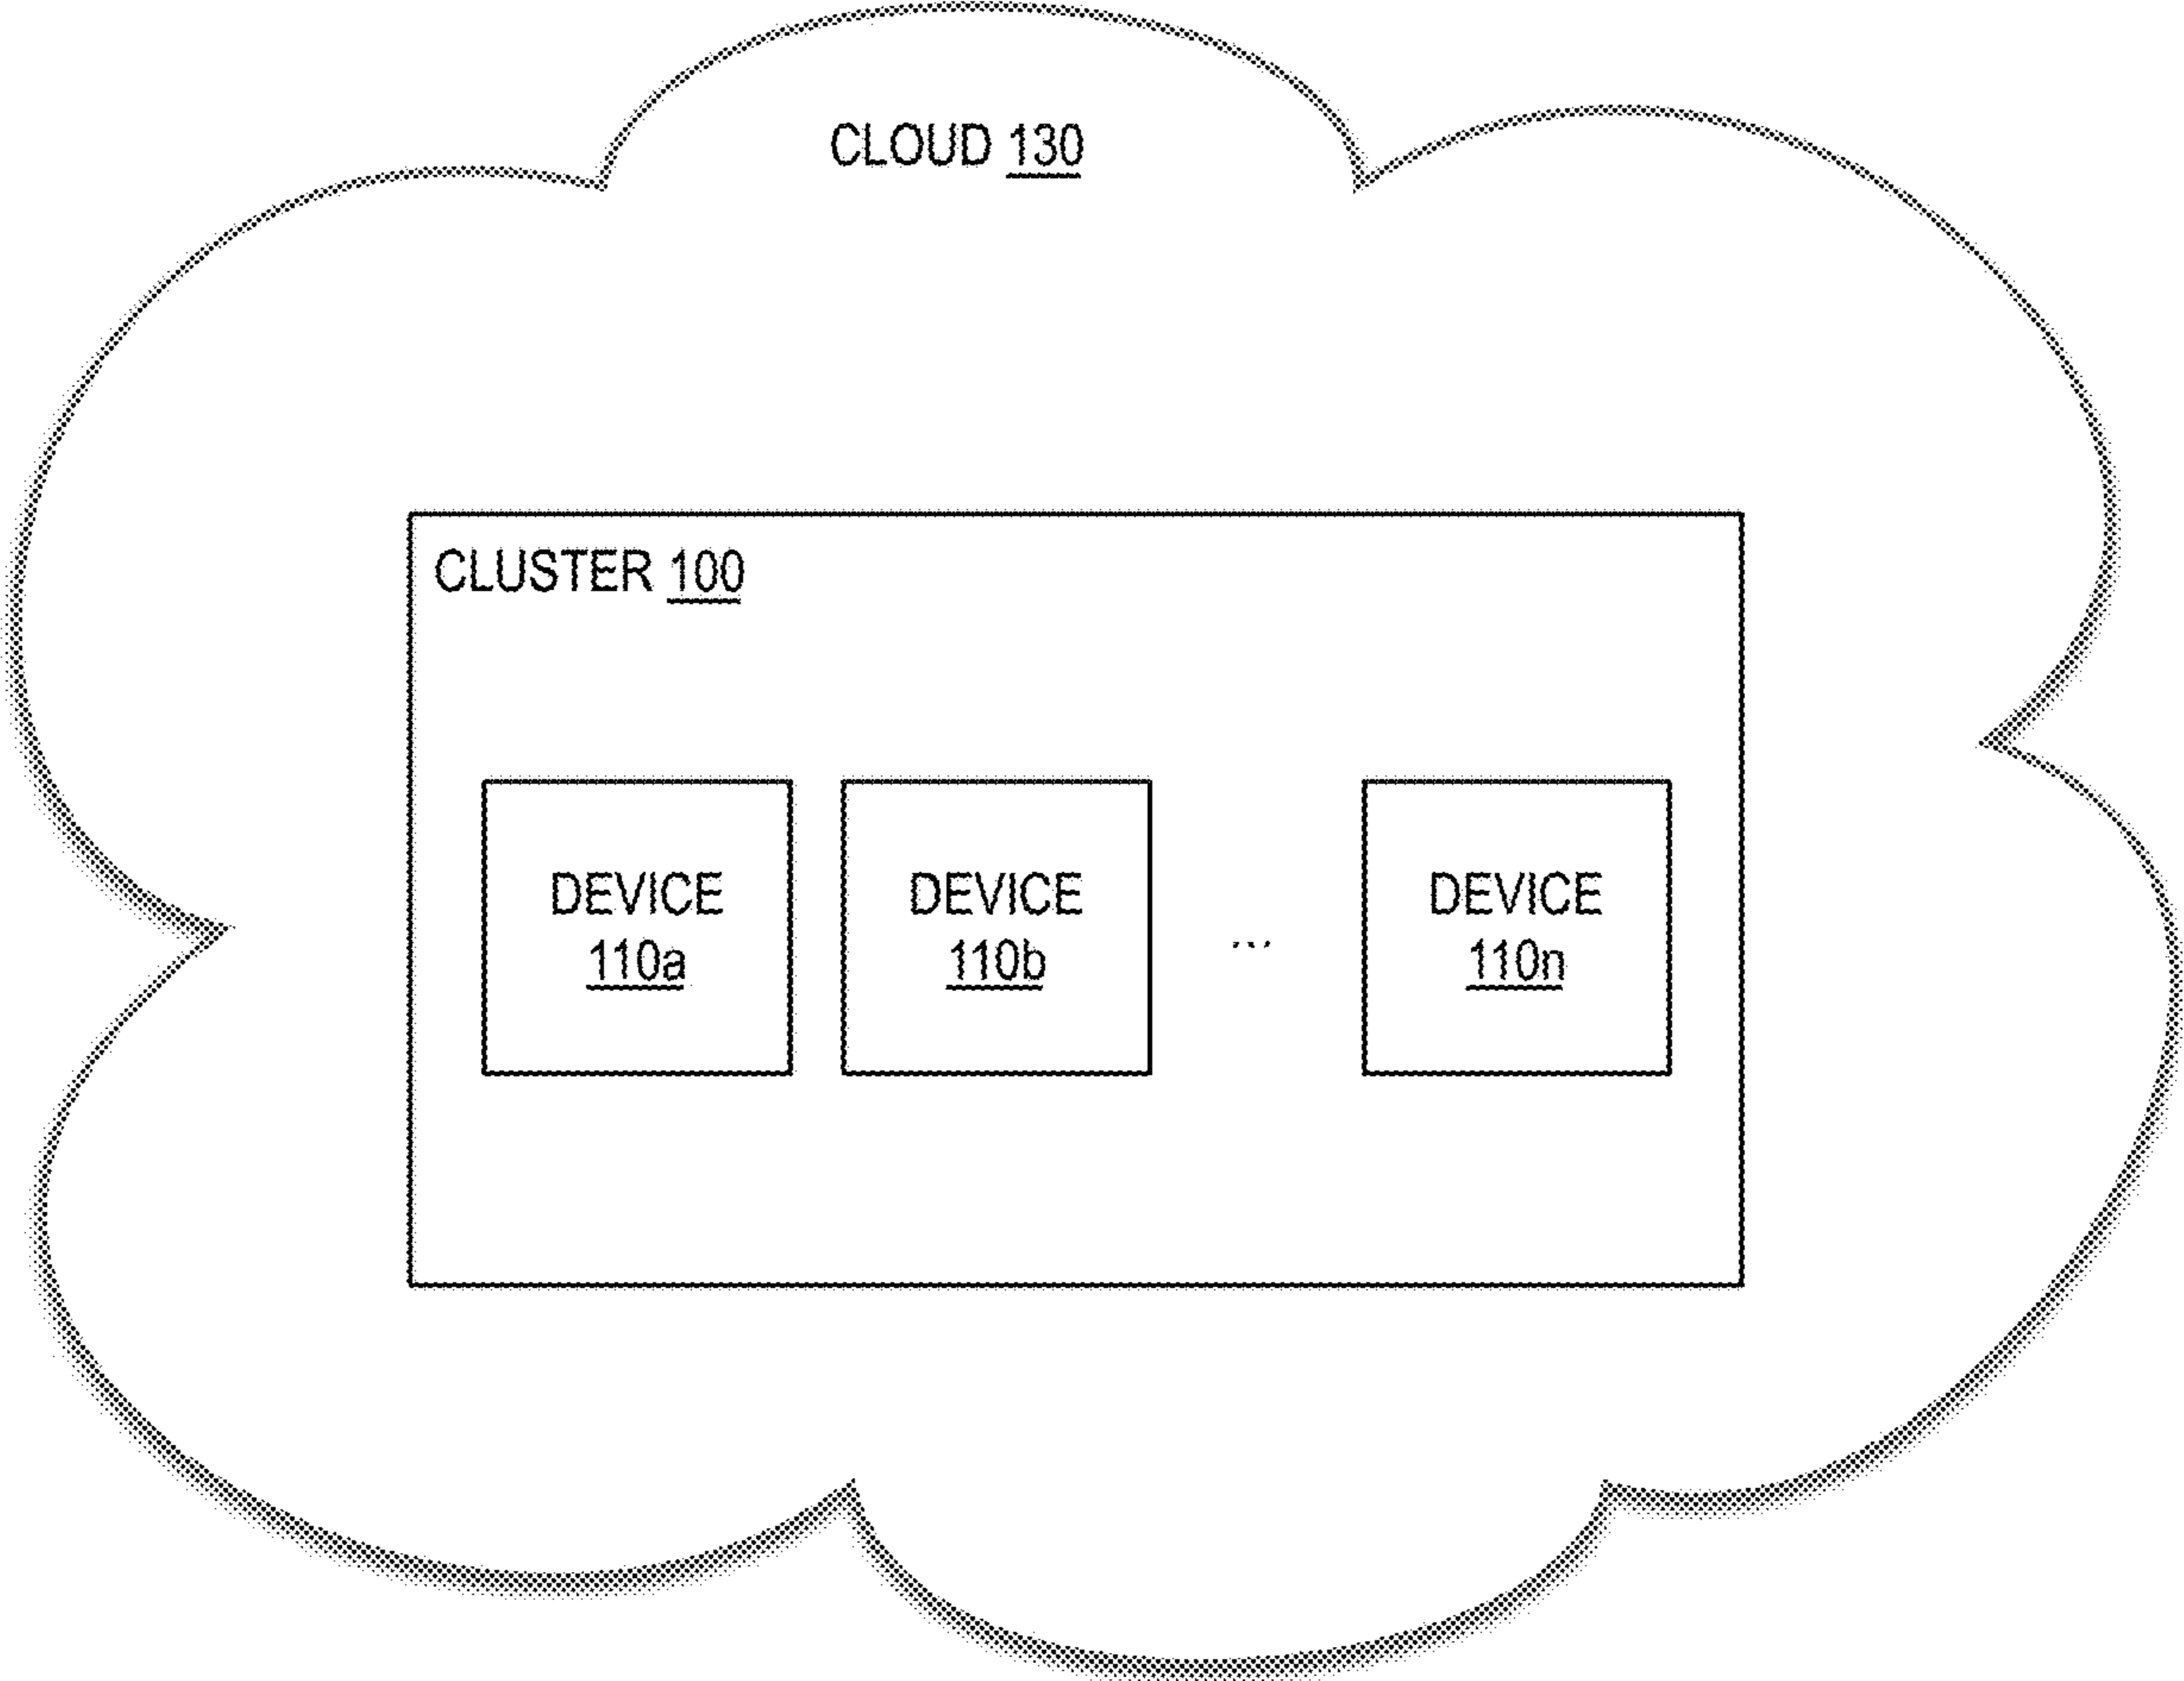 CLOUD 130
CLUSTER 100
DEVICE
110a
DEVICE
110b
...
DEVICE
110n